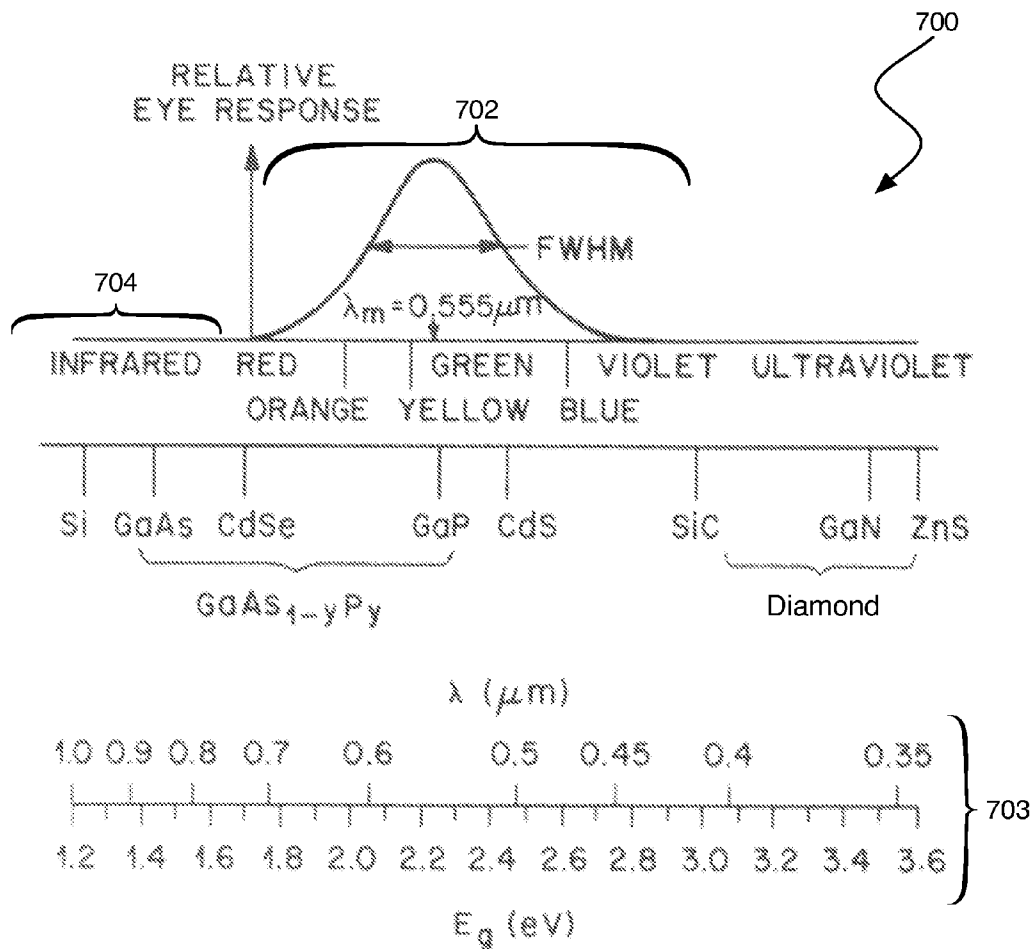 700
RELATIVE
EYE RESPONSE
702
FWHM
704
λm = 0.555μm
INFRARED RED GREEN VIOLET ULTRAVIOLET
ORANGE YELLOW BLUE
Si GaAs CdSe GaP CdS SiC GaN ZnS
GaAs1-yPy
Diamond
λ (μm)
1.0 0.9 0.8 0.7 0.6 0.5 0.45 0.4 0.35
703
1.2 1.4 1.6 1.8 2.0 2.2 2.4 2.6 2.8 3.0 3.2 3.4 3.6
Eg (eV)